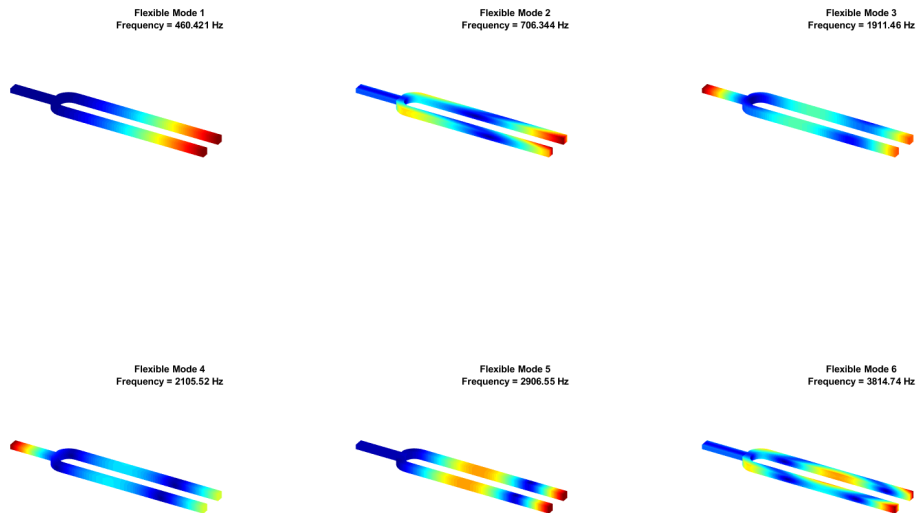 Flexible Mode 1
Frequency = 460.421 Hz
Flexible Mode 2
Frequency = 706.344 Hz
Flexible Mode 3
Frequency = 1911.46 Hz
Flexible Mode 4
Frequency = 2105.52 Hz
Flexible Mode 5
Frequency = 2906.55 Hz
Flexible Mode 6
Frequency = 3814.74 Hz